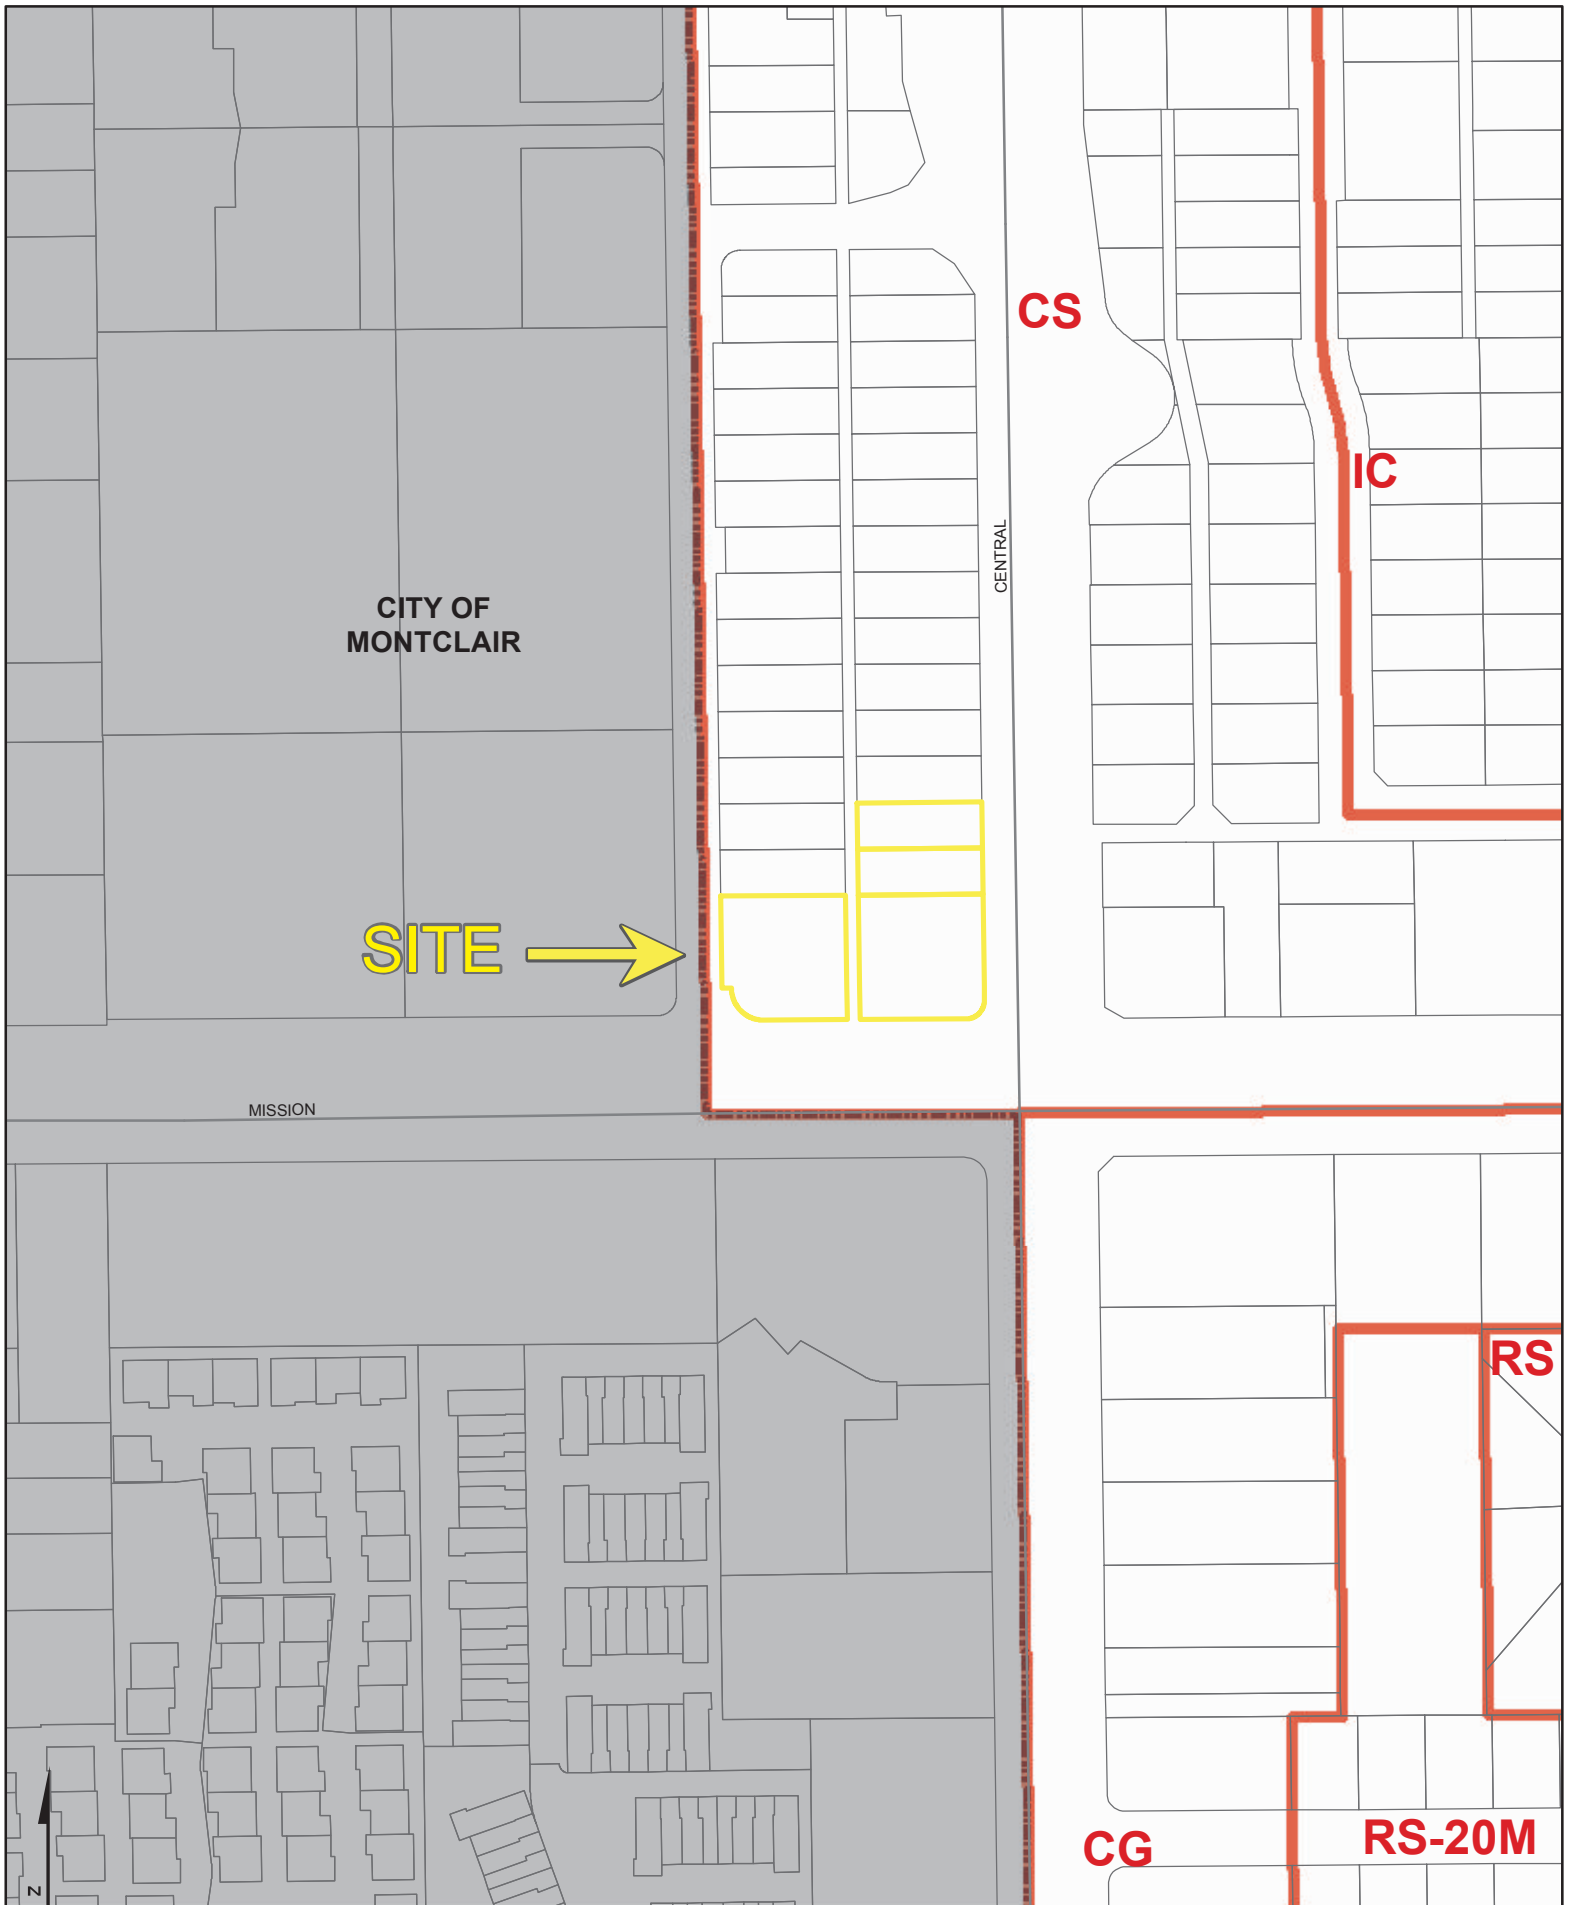 CS
IC
CENTRAL
CITY OF
MONTCLAIR
SITE
MISSION
RS
CG
RS-20M
N